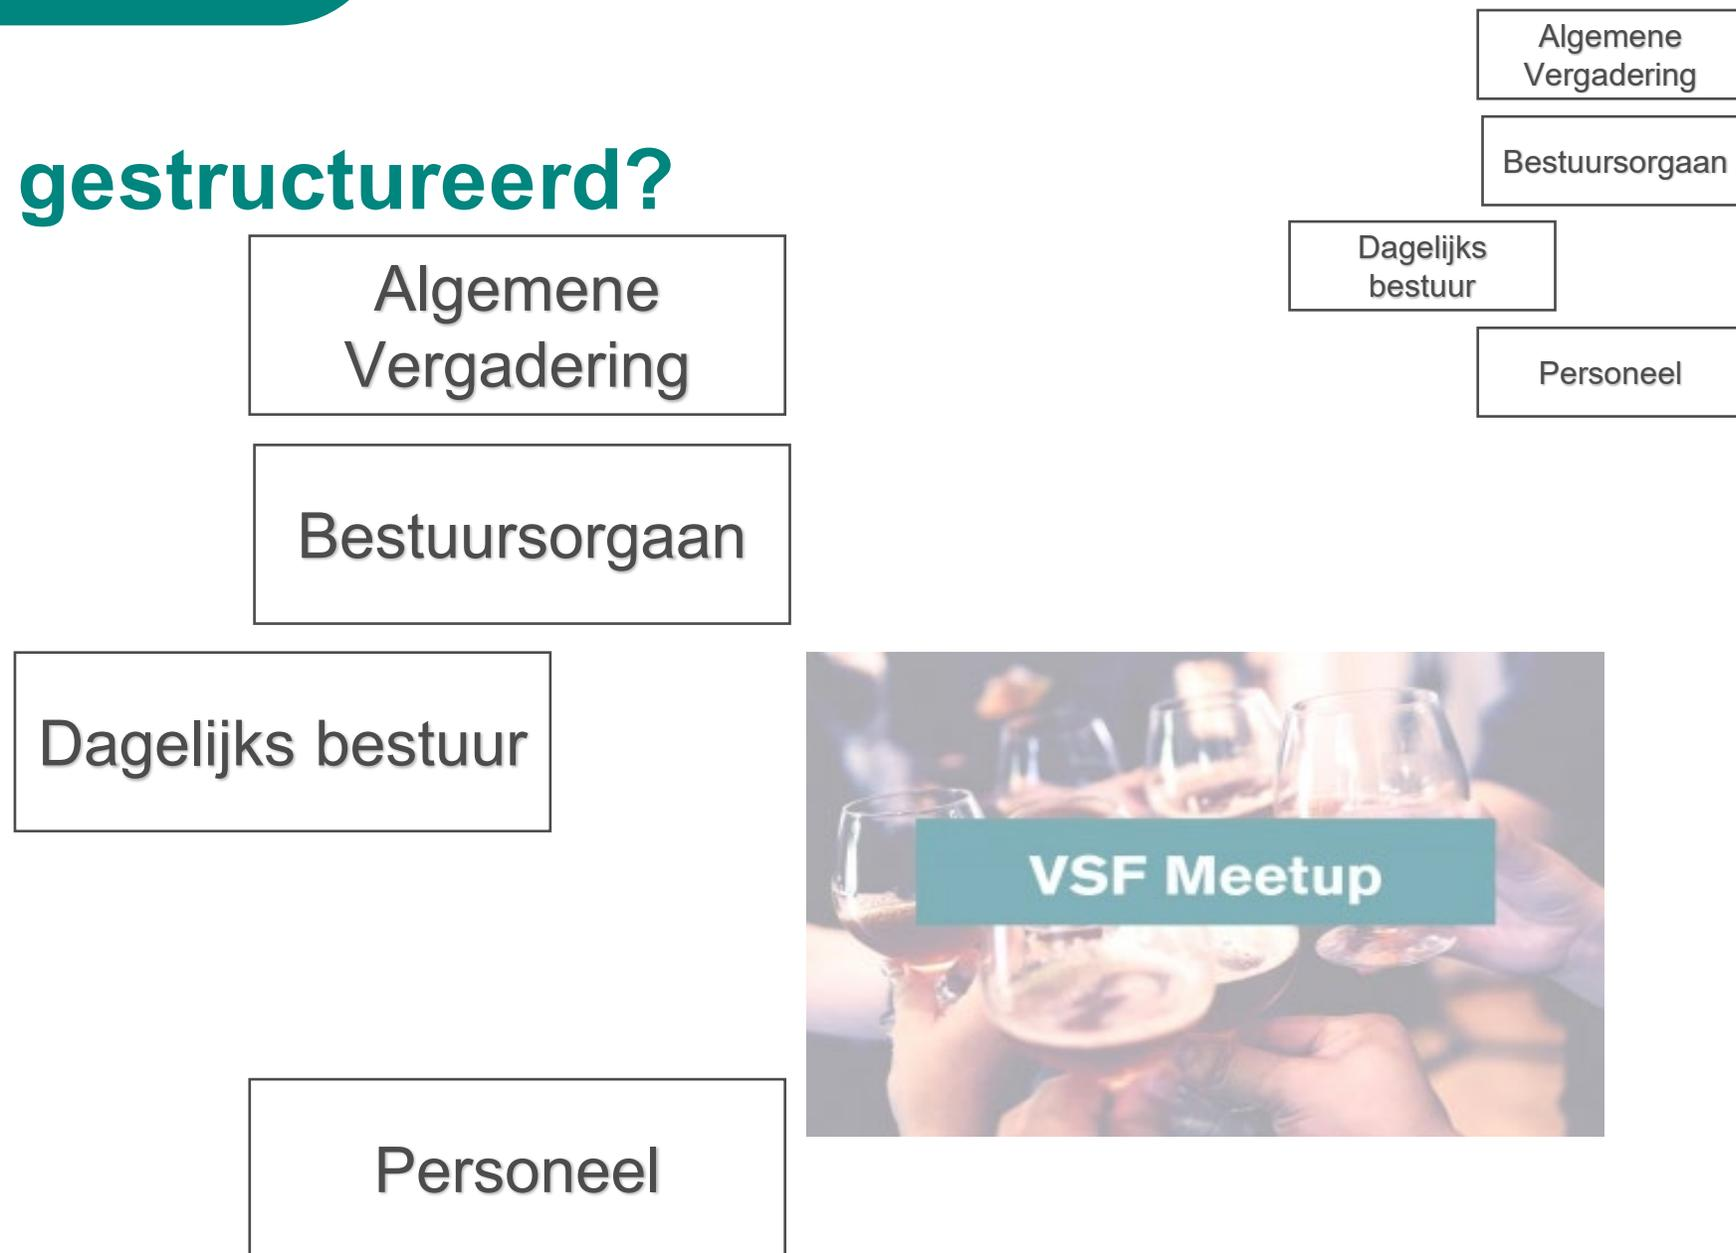 gestructureerd?
Algemene
Vergadering
Bestuursorgaan
Dagelijks bestuur
Personeel
Algemene
Vergadering
Bestuursorgaan
Dagelijks
bestuur
Personeel
VSF Meetup